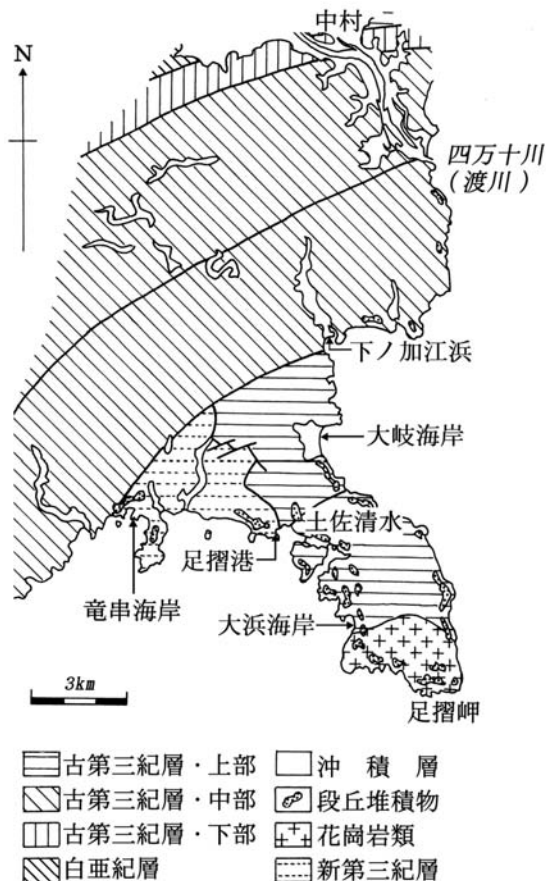 中村
N
四万十川
(渡川)
下ノ加江浜
大岐海岸
土佐清水
足摺港
竜串海岸
大浜海岸
3km
足摺岬
古第三紀層・上部 沖積層
古第三紀層・中部 段丘堆積物
古第三紀層・下部 花崗岩類
白亜紀層 新第三紀層